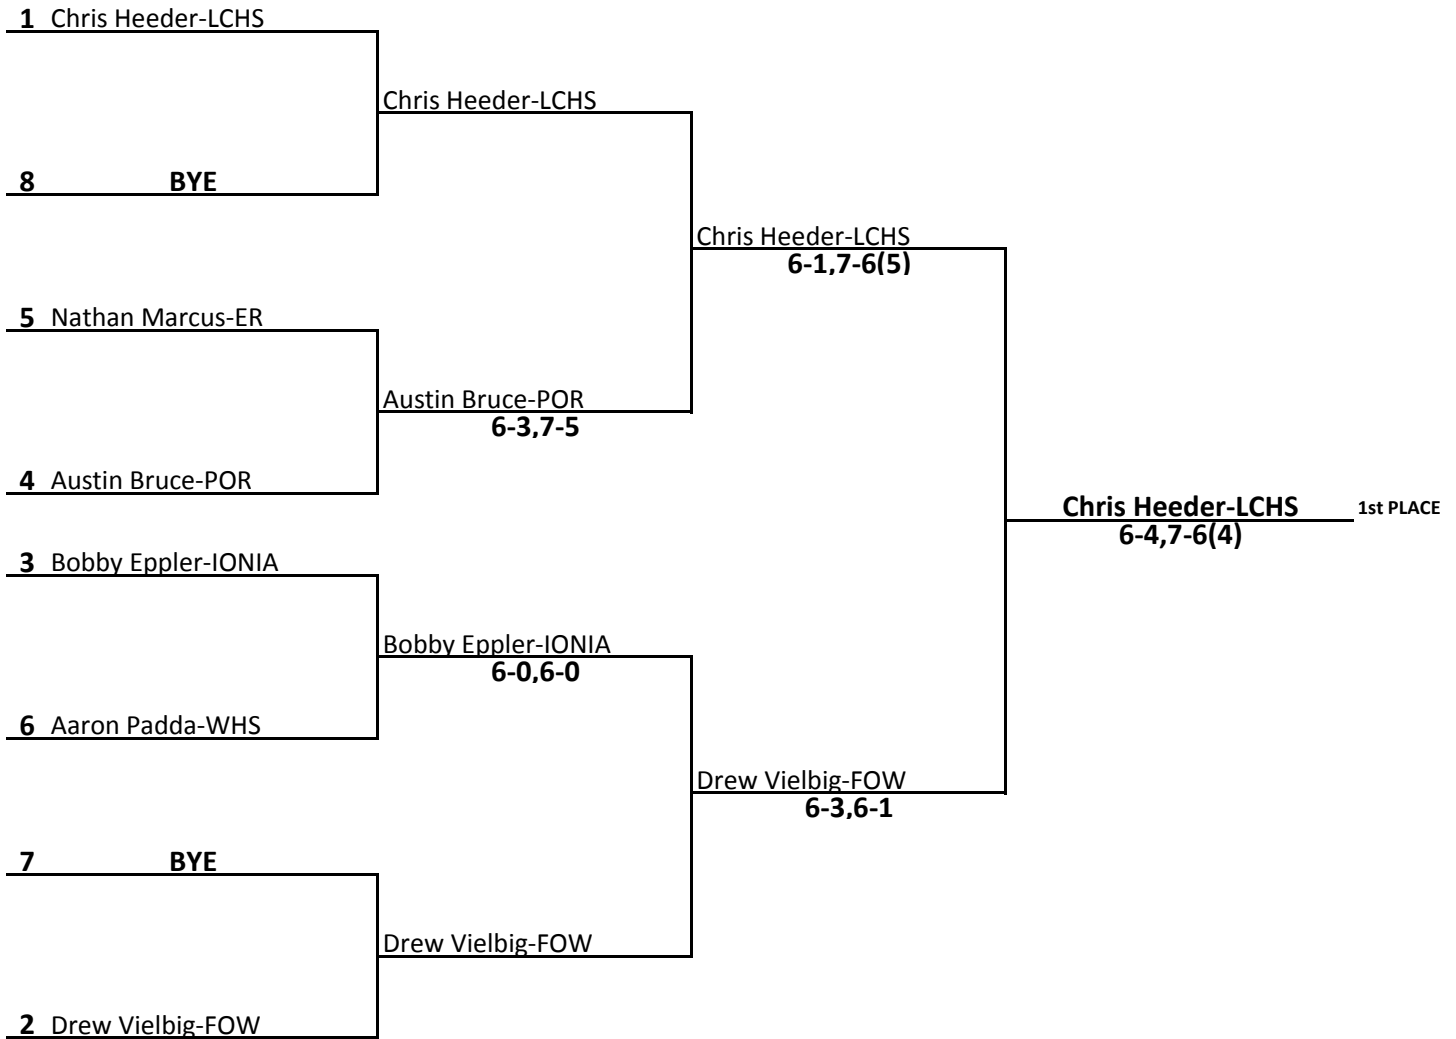 1 Chris Heeder-LCHS
Chris Heeder-LCHS
8 BYE
Chris Heeder-LCHS
6-1,7-6(5)
5 Nathan Marcus-ER
Austin Bruce-POR
6-3,7-5
4 Austin Bruce-POR
Chris Heeder-LCHS 1st PLACE
6-4,7-6(4)
3 Bobby Eppler-IONIA
Bobby Eppler-IONIA
6-0,6-0
6 Aaron Padda-WHS
Drew Vielbig-FOW
6-3,6-1
7 BYE
Drew Vielbig-FOW
2 Drew Vielbig-FOW